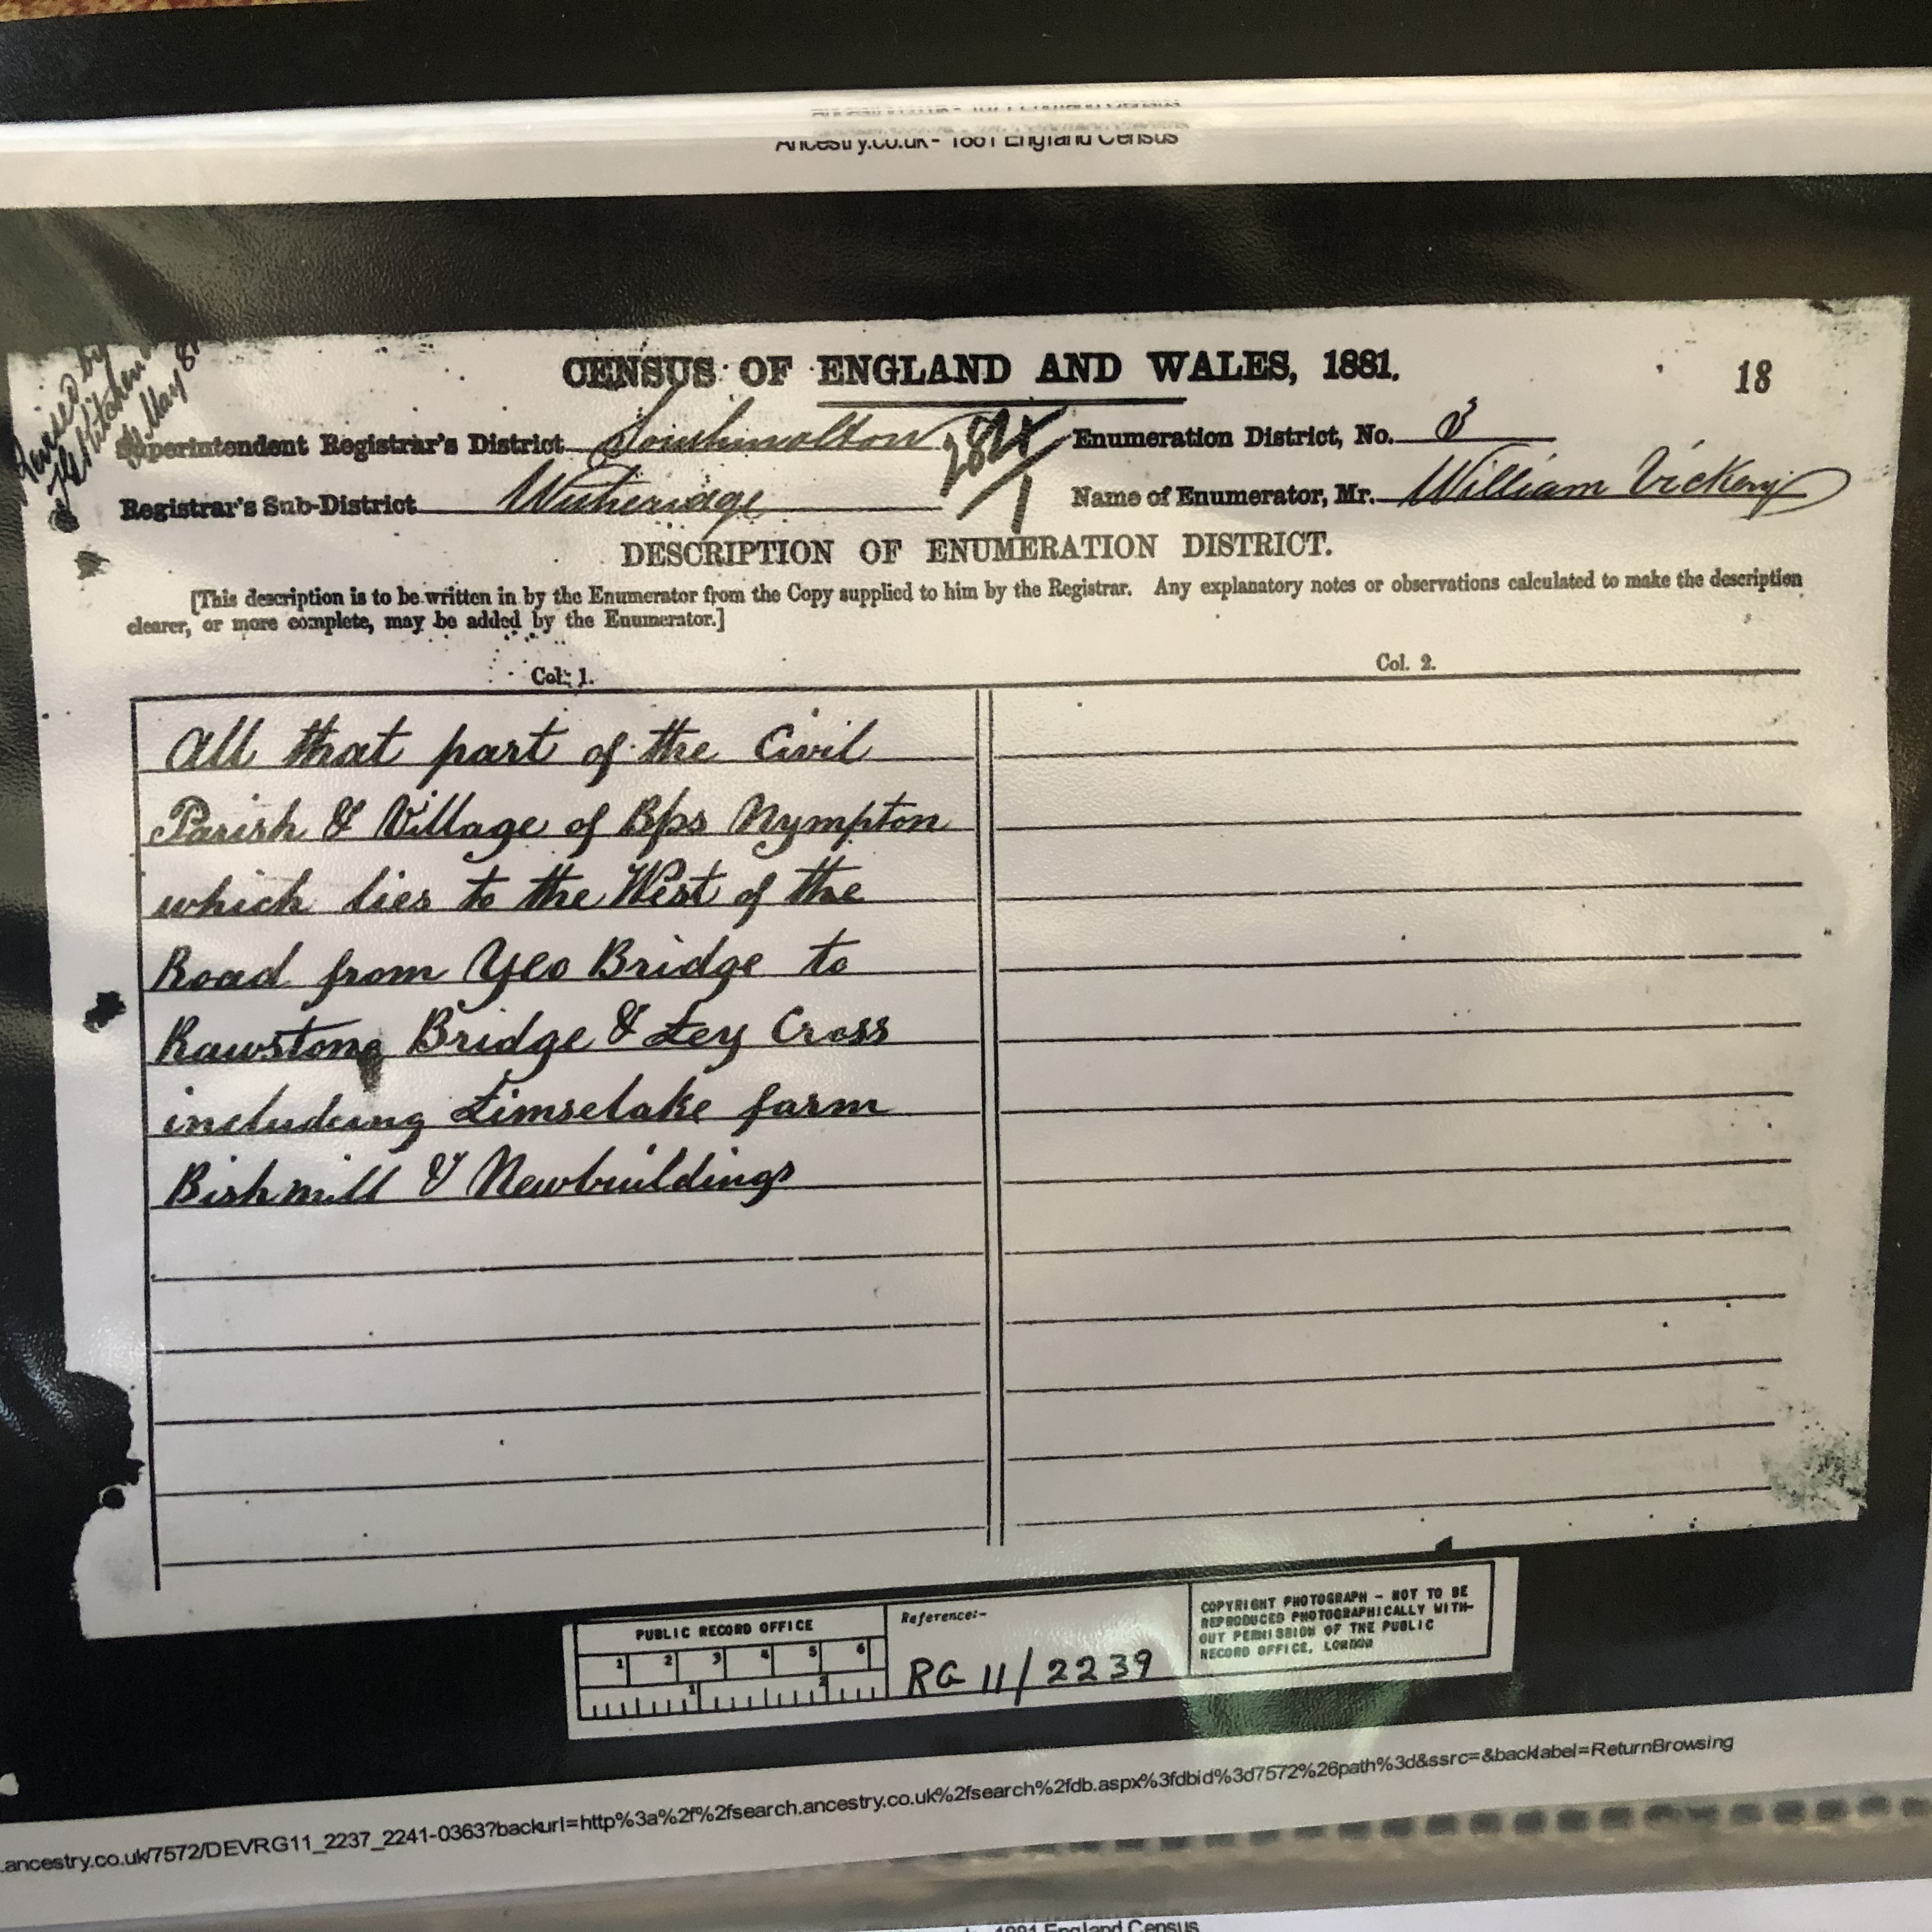 Ancestry.co.uk - 1881 England Census
Revised by
May 81
CENSUS OF ENGLAND AND WALES, 1881.
18
Superintendent Registrar's District Southmolton
Enumeration District, No. 3
Registrar's Sub-District Witheridge
Name of Enumerator, Mr. William Vickery
DESCRIPTION OF ENUMERATION DISTRICT.
[This description is to be written in by the Enumerator from the Copy supplied to him by the Registrar. Any explanatory notes or observations calculated to make the description
clearer, or more complete, may be added by the Enumerator.]
Col. 1.
Col. 2.
All that part of the Civil
Parish & Village of Bps Nympton
which lies to the West of the
Road from Yeo Bridge to
Rawstone Bridge & Ley Cross
including Limselake farm
Bishmill & Newbuildings
PUBLIC RECORD OFFICE
1 2 3 4 5 6
1 2
Reference:-
RG 11/2239
COPYRIGHT PHOTOGRAPH - NOT TO BE
REPRODUCED PHOTOGRAPHICALLY WITH-
OUT PERMISSION OF THE PUBLIC
RECORD OFFICE, LONDON
.ancestry.co.uk/7572/DEVRG11_2237_2241-0363?backurl=http%3a%2f%2fsearch.ancestry.co.uk%2fsearch%2fdb.aspx%3fdbid%3d7572%26path%3d&ssrc=&backlabel=ReturnBrowsing
1881 England Census